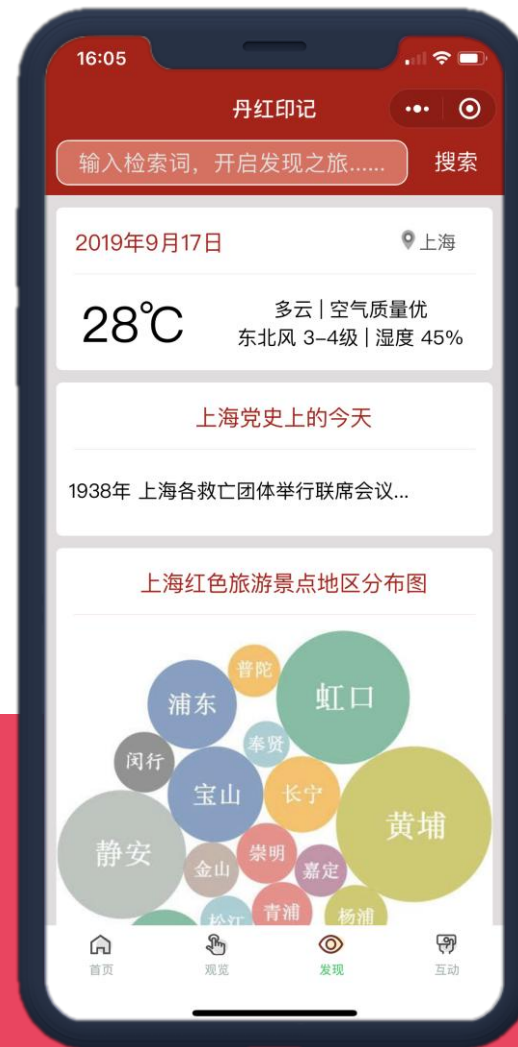 16:05
丹红印记
输入检索词，开启发现之旅......
搜索
2019年9月17日
上海
28℃
多云 | 空气质量优
东北风 3-4级 | 湿度 45%
上海党史上的今天
1938年 上海各救亡团体举行联席会议...
上海红色旅游景点地区分布图
普陀
虹口
浦东
奉贤
闵行
宝山
长宁
黄埔
静安
崇明
金山
嘉定
青浦
杨浦
松江
首页
观览
发现
互动